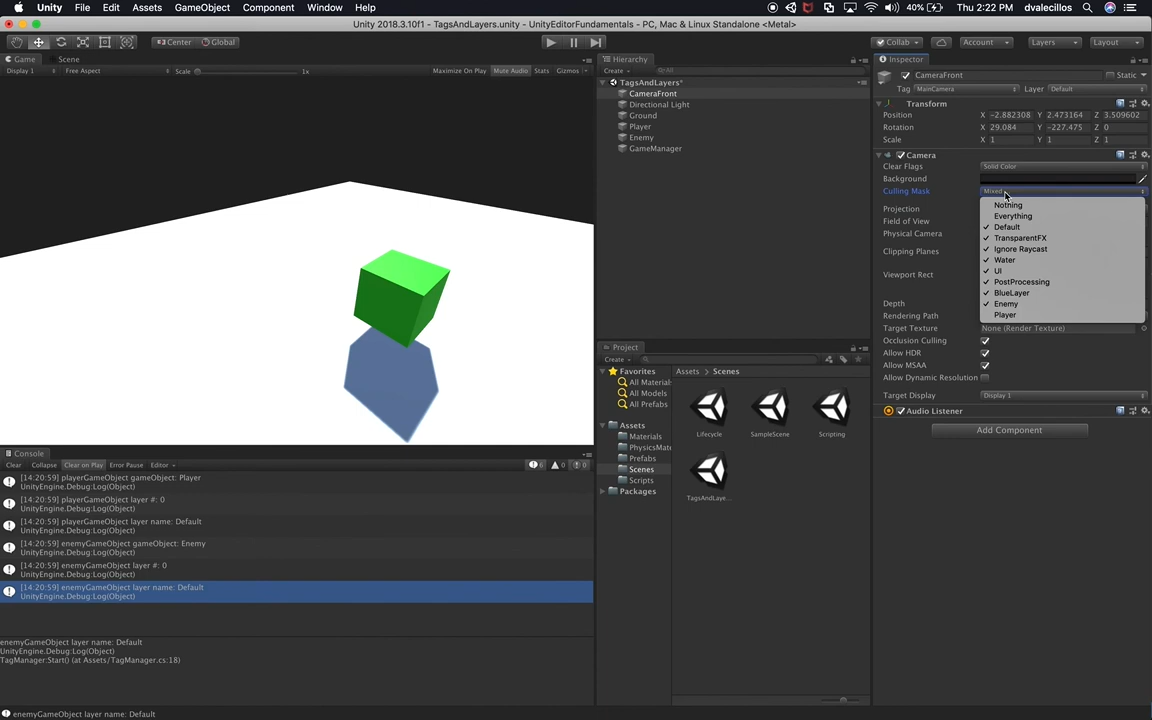 Unity File Edit Assets GameObject Component Window Help 40% Thu 2:22 PM dvalecillos
Unity 2018.3.10f1 - TagsAndLayers.unity - UnityEditorFundamentals - PC, Mac & Linux Standalone <Metal>
Center Global Collab Account Layers Layout
Game Scene
Display 1 Free Aspect Scale 1x Maximize On Play Mute Audio Stats Gizmos
Hierarchy
Create All
TagsAndLayers*
CameraFront
Directional Light
Ground
Player
Enemy
GameManager
Project
Create
Favorites
All Material
All Models
All Prefabs
Assets
Materials
PhysicsMate
Prefabs
Scenes
Scripts
Packages
Assets Scenes
Lifecycle SampleScene Scripting
TagsAndLaye...
Inspector
CameraFront Static
Tag MainCamera Layer Default
Transform
Position X -2.882308 Y 2.473164 Z 3.509602
Rotation X 29.084 Y -227.475 Z 0
Scale X 1 Y 1 Z 1
Camera
Clear Flags Solid Color
Background
Culling Mask Mixed...
Nothing
Everything
Default
TransparentFX
Ignore Raycast
Water
UI
PostProcessing
BlueLayer
Enemy
Player
Projection
Field of View
Physical Camera
Clipping Planes
Viewport Rect
Depth
Rendering Path
Target Texture None (Render Texture)
Occlusion Culling
Allow HDR
Allow MSAA
Allow Dynamic Resolution
Target Display Display 1
Audio Listener
Add Component
Console
Clear Collapse Clear on Play Error Pause Editor 6 0 0
[14:20:59] playerGameObject gameObject: Player
UnityEngine.Debug:Log(Object)
[14:20:59] playerGameObject layer #: 0
UnityEngine.Debug:Log(Object)
[14:20:59] playerGameObject layer name: Default
UnityEngine.Debug:Log(Object)
[14:20:59] enemyGameObject gameObject: Enemy
UnityEngine.Debug:Log(Object)
[14:20:59] enemyGameObject layer #: 0
UnityEngine.Debug:Log(Object)
[14:20:59] enemyGameObject layer name: Default
UnityEngine.Debug:Log(Object)
enemyGameObject layer name: Default
UnityEngine.Debug:Log(Object)
TagManager:Start() (at Assets/TagManager.cs:18)
enemyGameObject layer name: Default